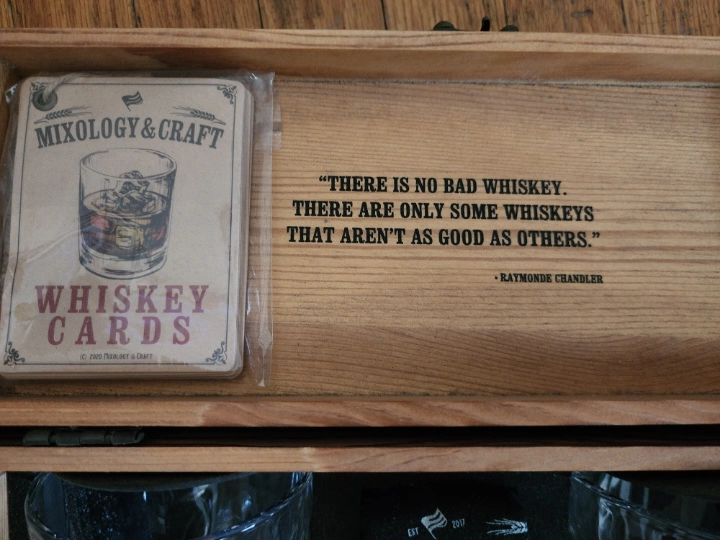 MIXOLOGY & CRAFT
WHISKEY
CARDS
(C) 2020 Mixology & Craft
“THERE IS NO BAD WHISKEY.
THERE ARE ONLY SOME WHISKEYS
THAT AREN’T AS GOOD AS OTHERS.”
- RAYMONDE CHANDLER
EST 2017